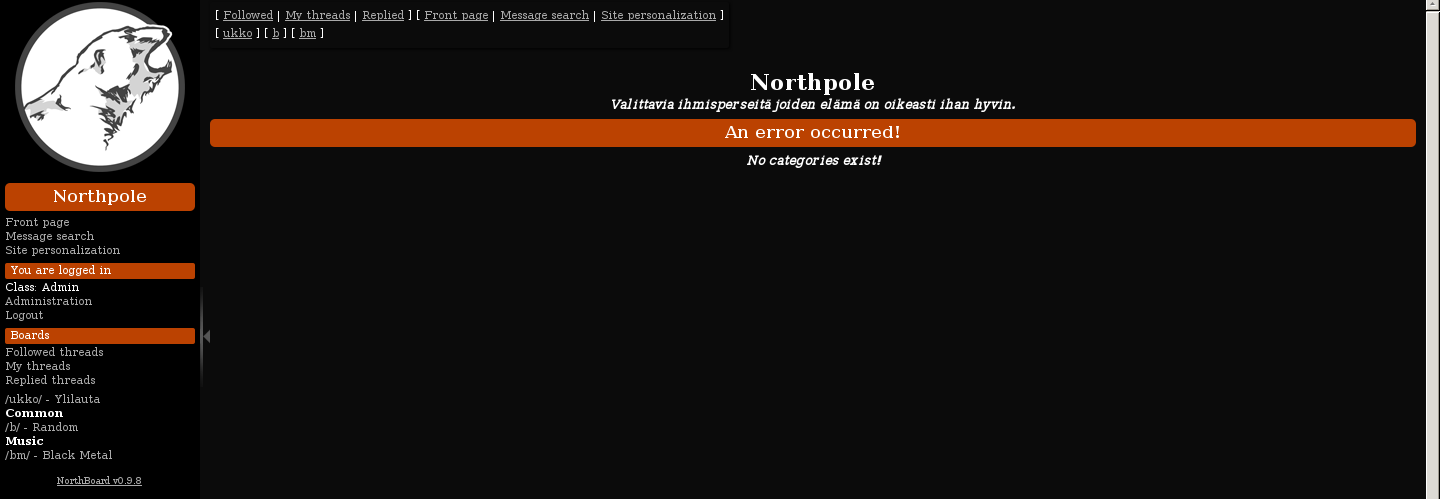 Northpole
Front page
Message search
Site personalization
You are logged in
Class: Admin
Administration
Logout
Boards
Followed threads
My threads
Replied threads
/ukko/ - Ylilauta
Common
/b/ - Random
Music
/bm/ - Black Metal
NorthBoard v0.9.8
[ Followed | My threads | Replied ] [ Front page | Message search | Site personalization ]
[ ukko ] [ b ] [ bm ]
Northpole
Valittavia ihmisperseitä joiden elämä on oikeasti ihan hyvin.
An error occurred!
No categories exist!